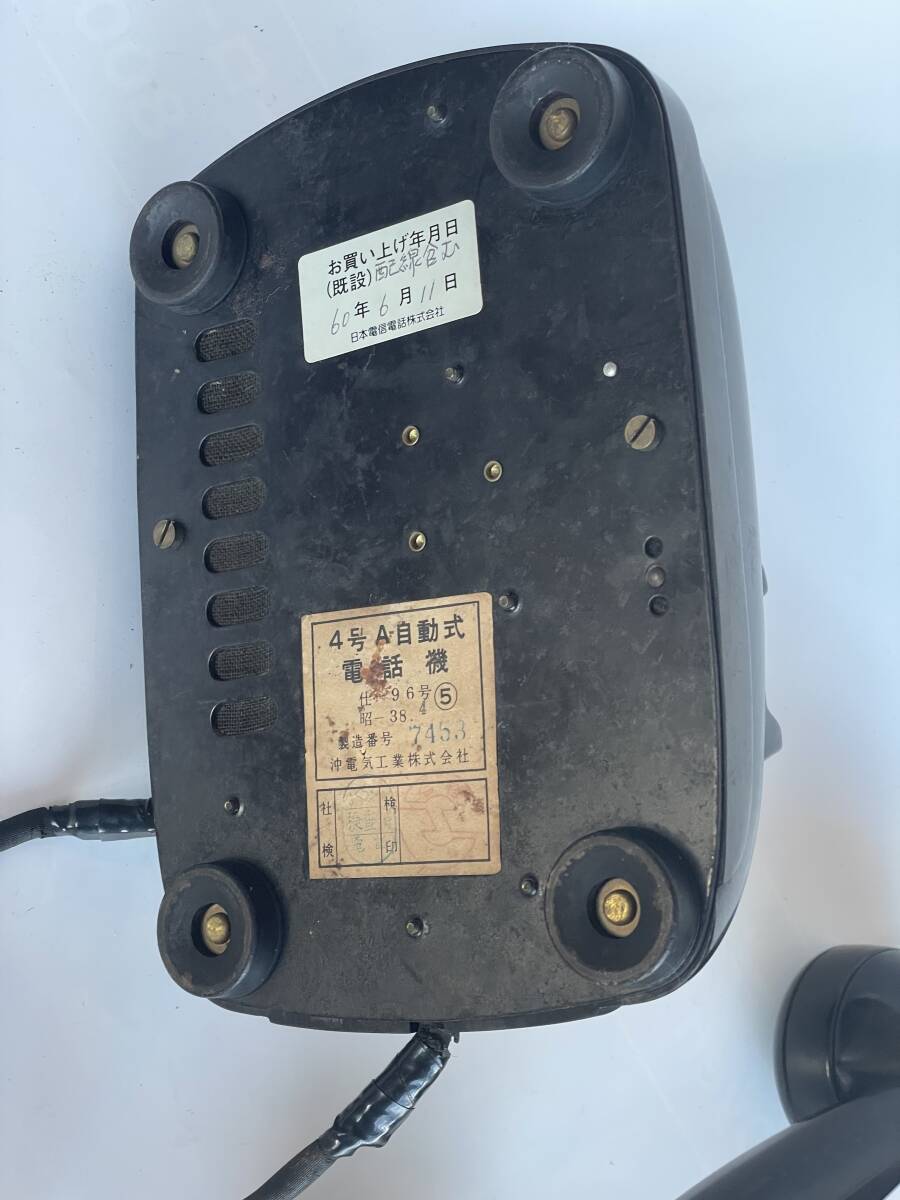 お買い上げ年月日
(既設)配線含む
60年6月11日
日本電信電話株式会社
4号A自動式
電話機
仕-96号⑤
昭-38.4
製造番号 7453
沖電気工業株式会社
社検
検印